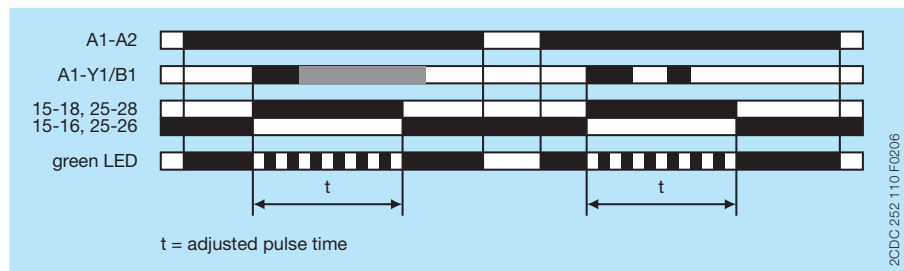 A1-A2
A1-Y1/B1
15-18, 25-28
15-16, 25-26
green LED
t
t
t = adjusted pulse time
2CDC 252 110 F0206